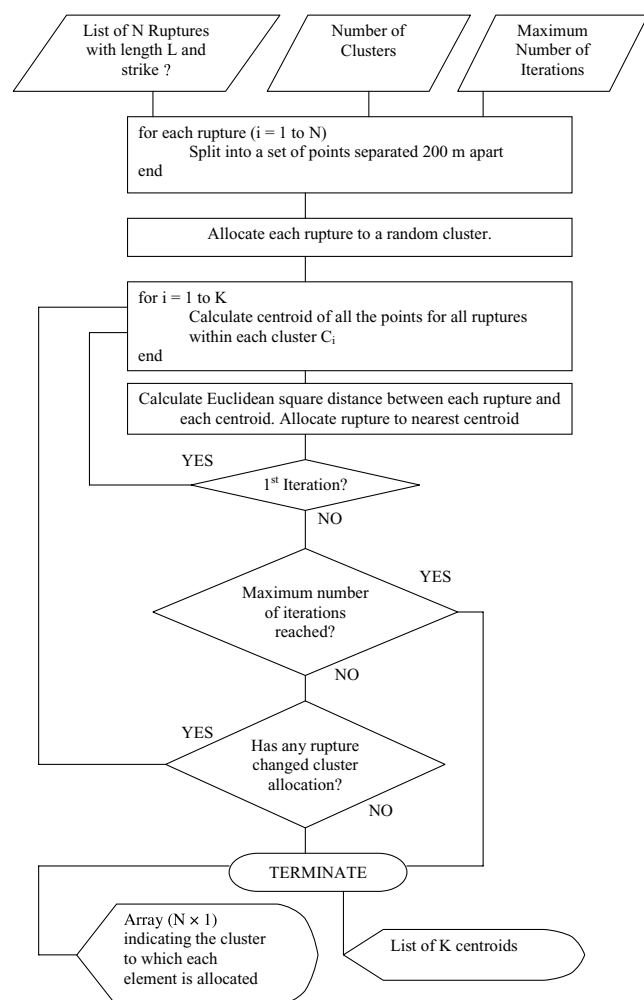 List of N Ruptures
with length L and
strike ?
Number of
Clusters
Maximum
Number of
Iterations
for each rupture (i = 1 to N)
Split into a set of points separated 200 m apart
end
Allocate each rupture to a random cluster.
for i = 1 to K
Calculate centroid of all the points for all ruptures
within each cluster Cᵢ
end
Calculate Euclidean square distance between each rupture and
each centroid. Allocate rupture to nearest centroid
YES
1ˢᵗ Iteration?
NO
YES
Maximum number
of iterations
reached?
NO
YES
Has any rupture
changed cluster
allocation?
NO
TERMINATE
Array (N × 1)
indicating the cluster
to which each
element is allocated
List of K centroids